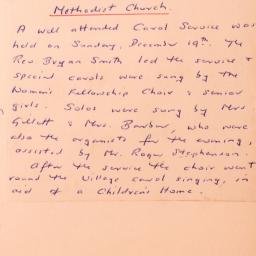 Methodist Church.
A well attended Carol Service was
held on Sunday, December 19th. The
Rev. Bryan Smith led the service &
special carols were sung by the
Women's Fellowship Choir & senior
girls. Solos were sung by Mrs.
Gillett & Mrs. Barber, who were
also the organists for the evening,
assisted by Mr. Roger Stephenson.
After the service the choir went
round the Village carol singing, in
aid of a Children's Home.